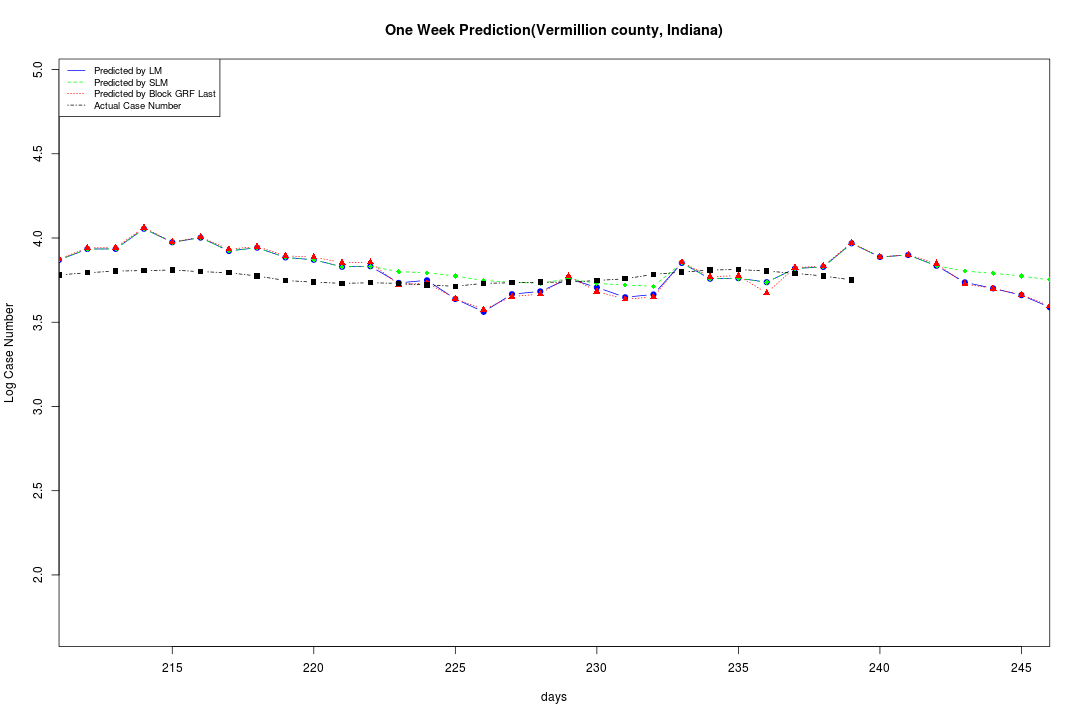 One Week Prediction(Vermillion county, Indiana)
Predicted by LM
Predicted by SLM
Predicted by Block GRF Last
Actual Case Number
5.0
4.5
4.0
3.5
3.0
2.5
2.0
Log Case Number
215 220 225 230 235 240 245
days